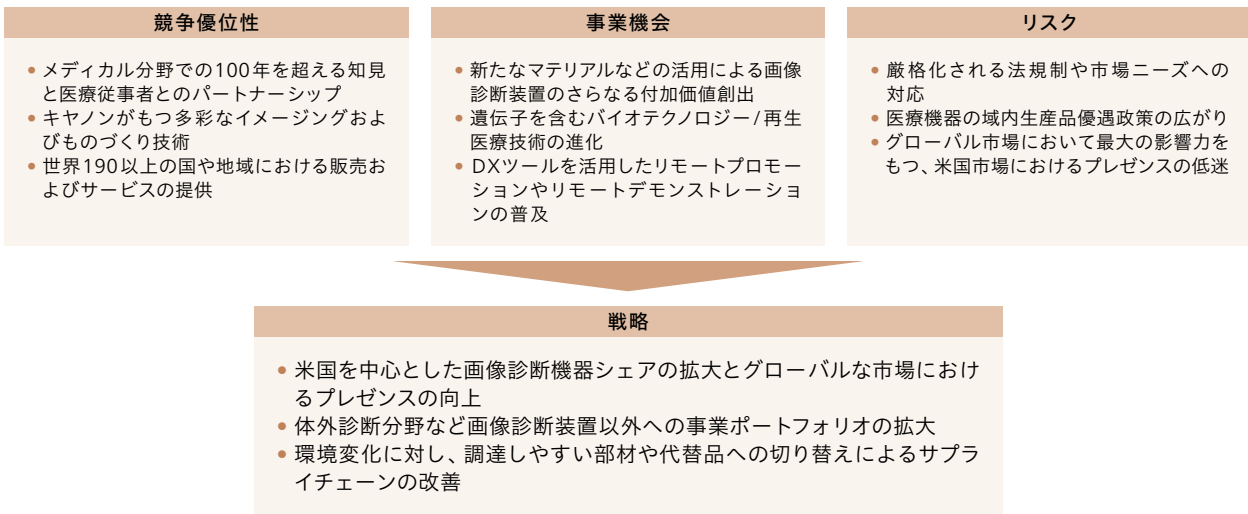 競争優位性
• メディカル分野での100年を超える知見
と医療従事者とのパートナーシップ
• キヤノンがもつ多彩なイメージングおよ
びものづくり技術
• 世界190以上の国や地域における販売お
よびサービスの提供
事業機会
• 新たなマテリアルなどの活用による画像
診断装置のさらなる付加価値創出
• 遺伝子を含むバイオテクノロジー/再生
医療技術の進化
• DXツールを活用したリモートプロモー
ションやリモートデモンストレーショ
ンの普及
リスク
• 厳格化される法規制や市場ニーズへの
対応
• 医療機器の域内生産品優遇政策の広がり
• グローバル市場において最大の影響力を
もつ、米国市場におけるプレゼンスの低迷
戦略
• 米国を中心とした画像診断機器シェアの拡大とグローバルな市場におけ
るプレゼンスの向上
• 体外診断分野など画像診断装置以外への事業ポートフォリオの拡大
• 環境変化に対し、調達しやすい部材や代替品への切り替えによるサプラ
イチェーンの改善